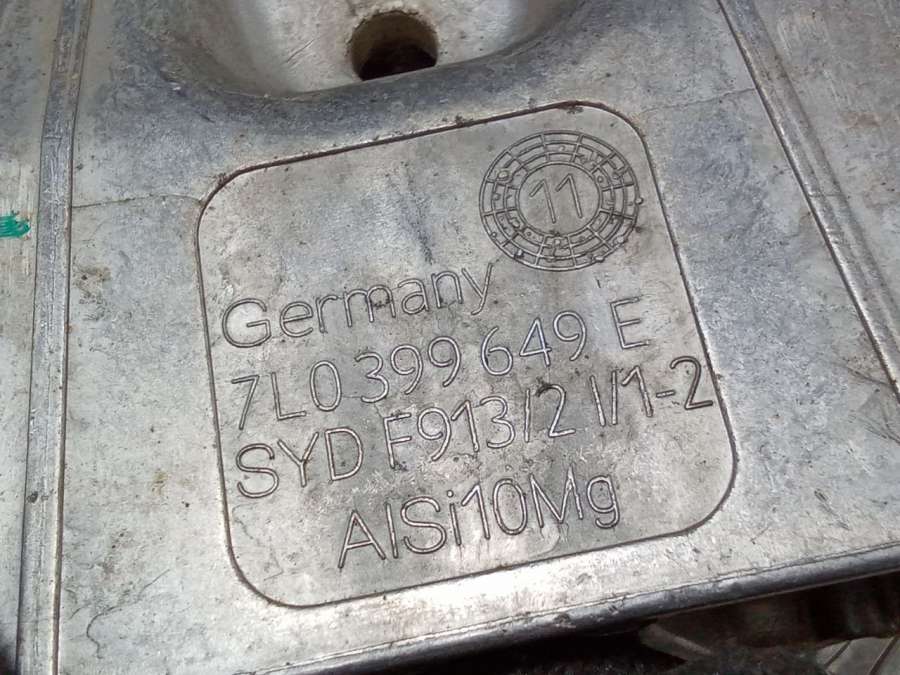 11
Germany
7L0 399 649 E
SYD F913/2 I/1-2
AlSi10Mg